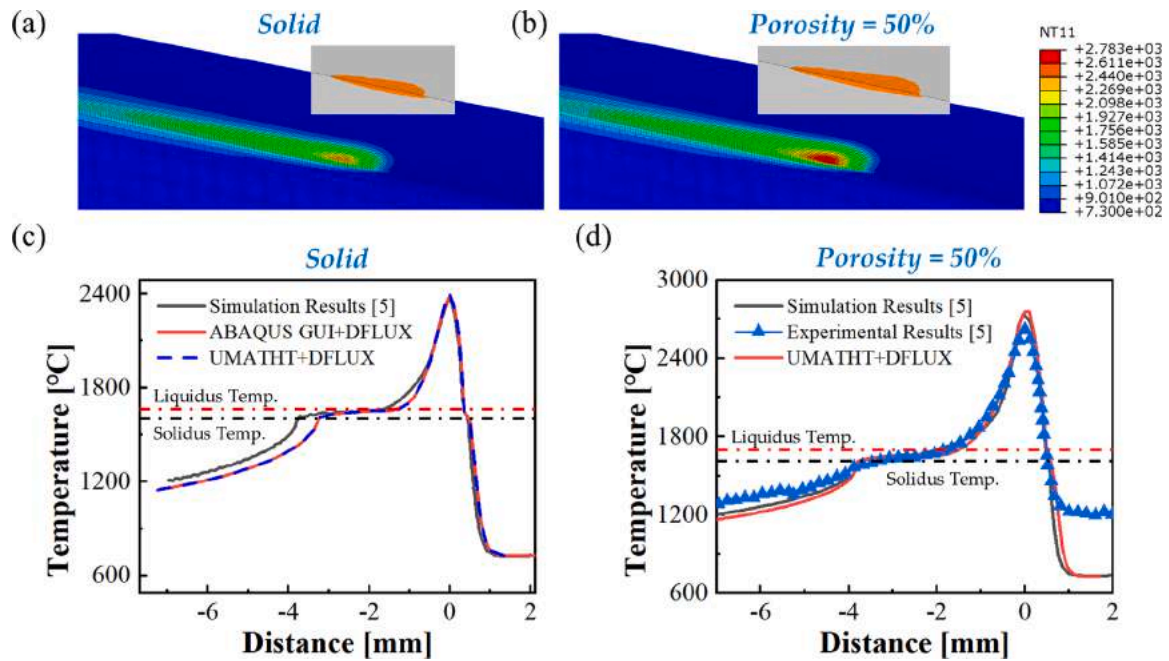 (a)
Solid
(b)
Porosity = 50%
NT11
+2.783e+03
+2.611e+03
+2.440e+03
+2.269e+03
+2.098e+03
+1.927e+03
+1.756e+03
+1.585e+03
+1.414e+03
+1.243e+03
+1.072e+03
+9.010e+02
+7.300e+02
(c)
Solid
2400
1800
1200
600
Temperature [℃]
Simulation Results [5]
ABAQUS GUI+DFLUX
UMATHT+DFLUX
Liquidus Temp.
Solidus Temp.
-6 -4 -2 0 2
Distance [mm]
(d)
Porosity = 50%
3000
2400
1800
1200
600
Temperature [℃]
Simulation Results [5]
Experimental Results [5]
UMATHT+DFLUX
Liquidus Temp.
Solidus Temp.
-6 -4 -2 0 2
Distance [mm]